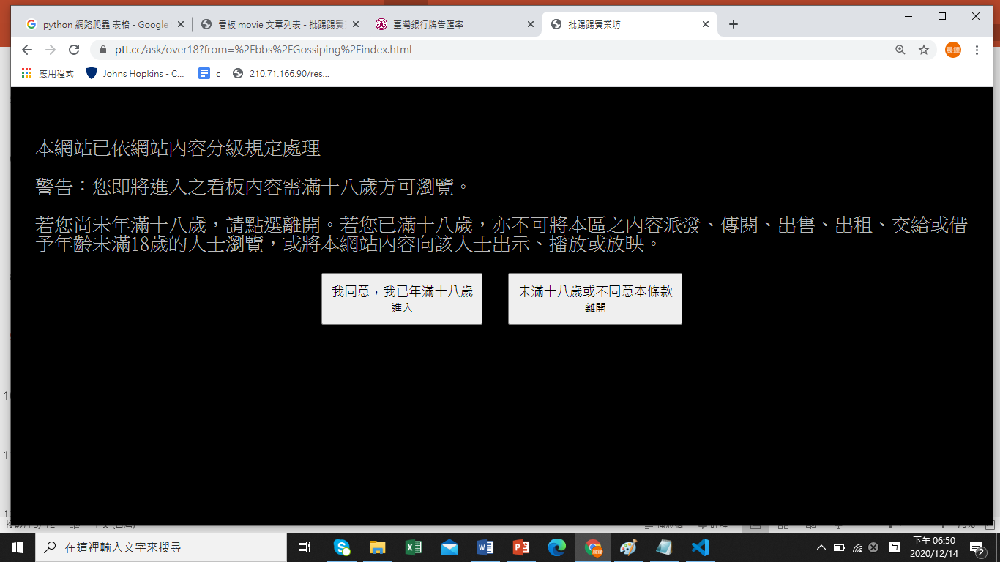 python 網路爬蟲 表格 - Google
看板 movie 文章列表 - 批踢踢實
臺灣銀行牌告匯率
批踢踢實業坊
ptt.cc/ask/over18?from=%2Fbbs%2FGossiping%2Findex.html
晨鐘
應用程式
Johns Hopkins - C...
c
210.71.166.90/res...
本網站已依網站內容分級規定處理
警告：您即將進入之看板內容需滿十八歲方可瀏覽。
若您尚未年滿十八歲，請點選離開。若您已滿十八歲，亦不可將本區之內容派發、傳閱、出售、出租、交給或借
予年齡未滿18歲的人士瀏覽，或將本網站內容向該人士出示、播放或放映。
我同意，我已年滿十八歲
進入
未滿十八歲或不同意本條款
離開
在這裡輸入文字來搜尋
下午 06:50
2020/12/14
2